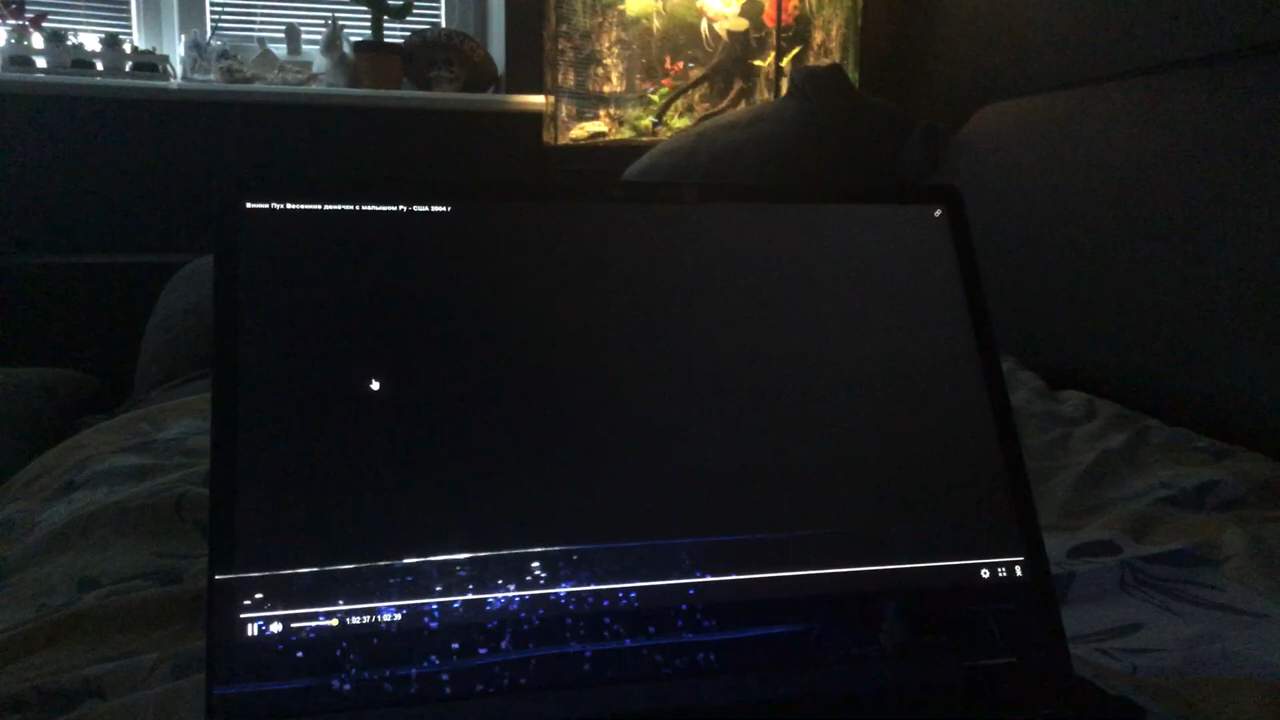 Винни Пух Весенние денёчки с малышом Ру - США 2004 г
1:02:37 / 1:02:39